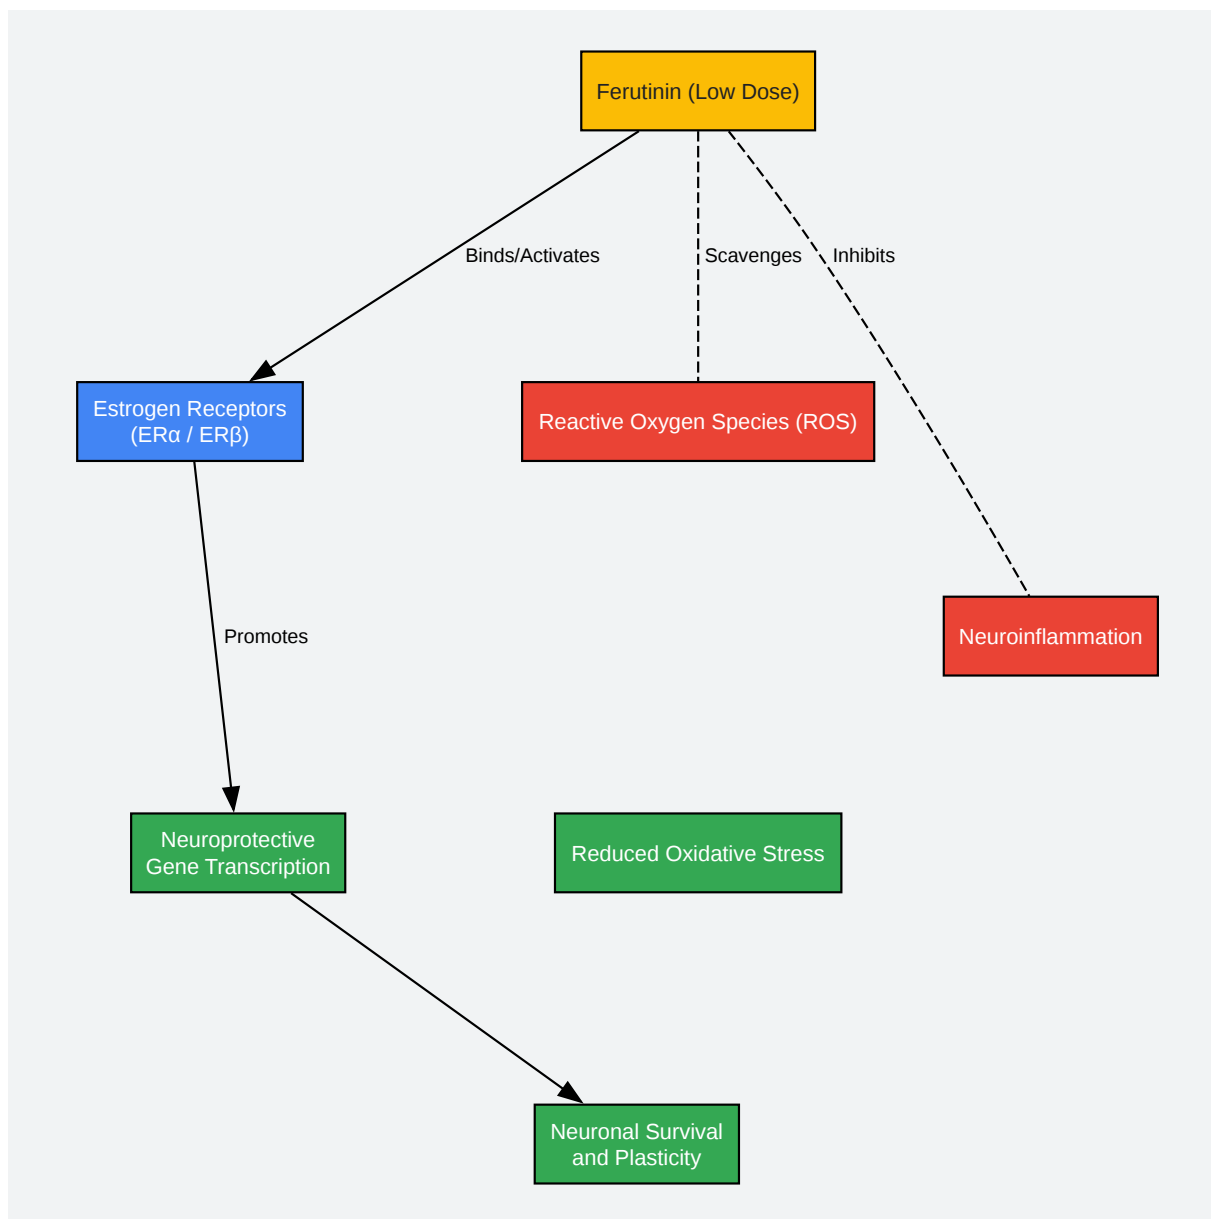 Ferutinin (Low Dose)
Binds/Activates
Scavenges
Inhibits
Estrogen Receptors
(ERα / ERβ)
Reactive Oxygen Species (ROS)
Promotes
Neuroinflammation
Neuroprotective
Gene Transcription
Reduced Oxidative Stress
Neuronal Survival
and Plasticity